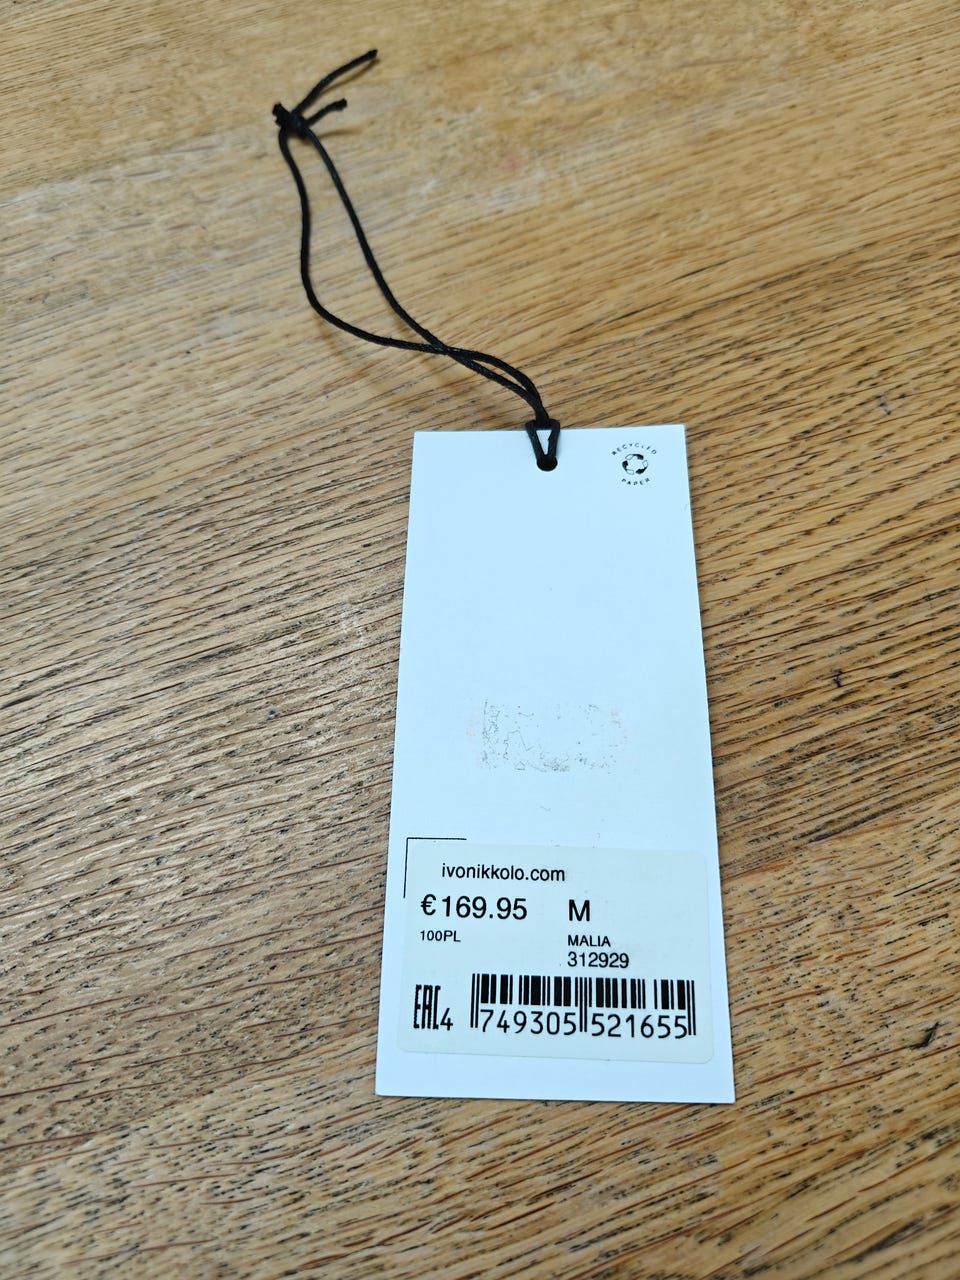 RECYCLED
PAPER
ivonikkolo.com
€169.95 M
100PL MALIA
312929
EAC 4 749305 521655